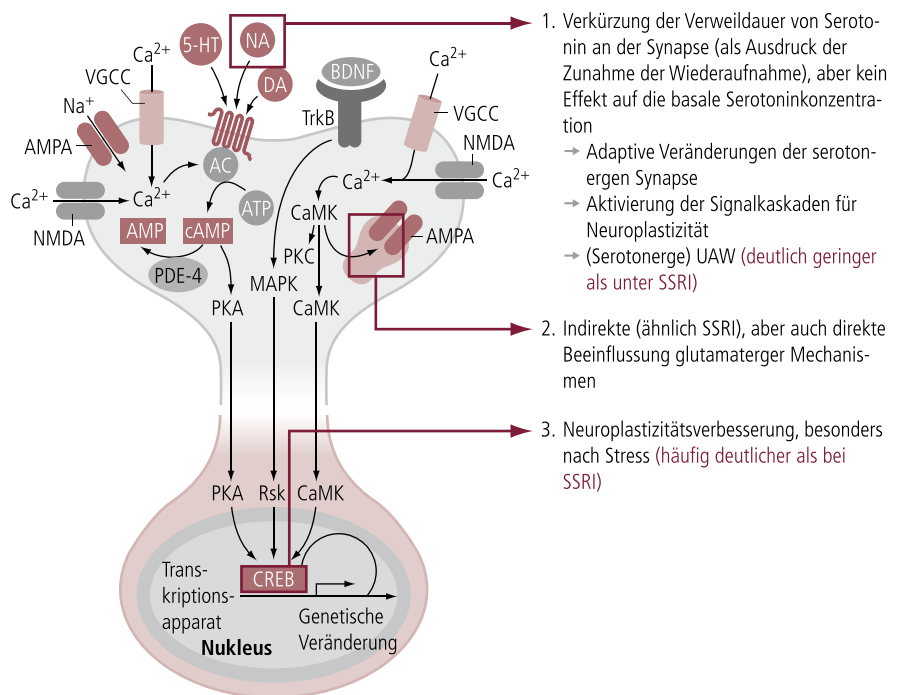 5-HT
NA
DA
Ca2+
VGCC
Na+
AMPA
Ca2+
NMDA
Ca2+
AC
ATP
AMP
cAMP
PDE-4
PKA
BDNF
TrkB
Ca2+
VGCC
NMDA
Ca2+
Ca2+
CaMK
PKC
AMPA
MAPK
CaMK
PKA
Rsk
CaMK
CREB
Trans-
kriptions-
apparat
Genetische
Veränderung
Nukleus
1. Verkürzung der Verweildauer von Seroto-
nin an der Synapse (als Ausdruck der
Zunahme der Wiederaufnahme), aber kein
Effekt auf die basale Serotoninkonzentra-
tion
→ Adaptive Veränderungen der seroton-
ergen Synapse
→ Aktivierung der Signalkaskaden für
Neuroplastizität
→ (Serotonerge) UAW (deutlich geringer
als unter SSRI)
2. Indirekte (ähnlich SSRI), aber auch direkte
Beeinflussung glutamaterger Mechanis-
men
3. Neuroplastizitätsverbesserung, besonders
nach Stress (häufig deutlicher als bei
SSRI)